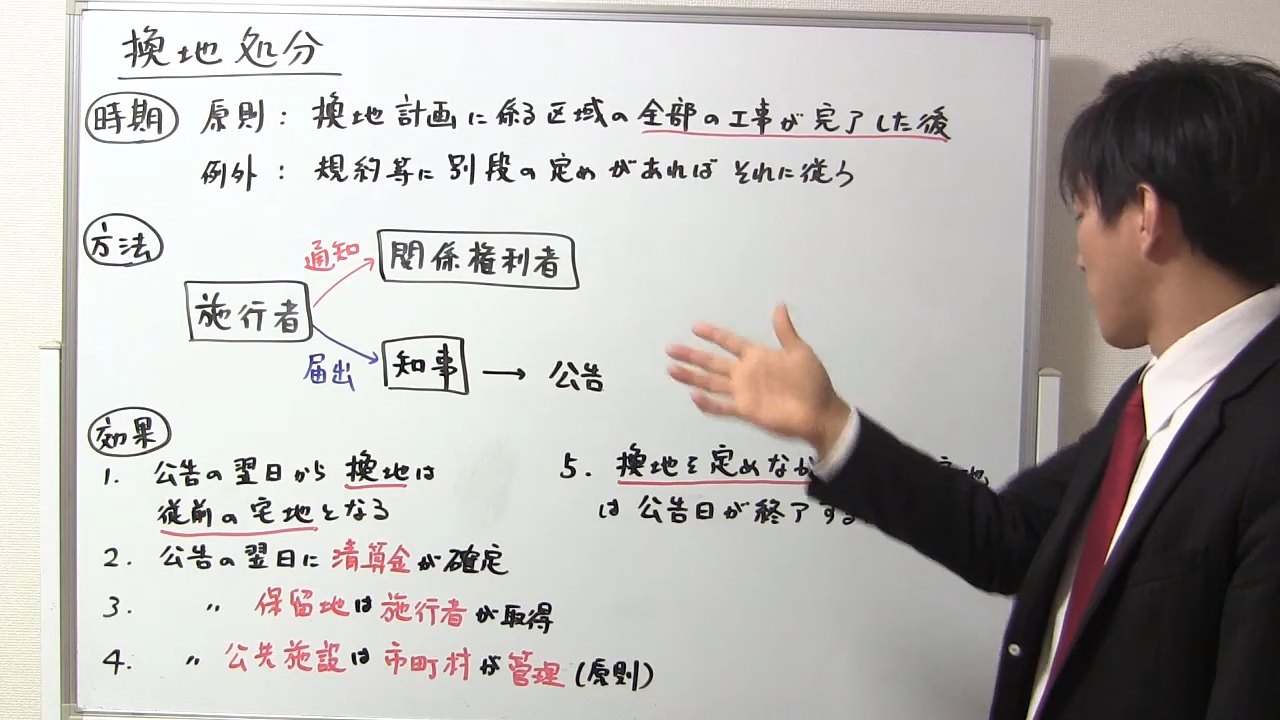 換地処分
時期 原則： 換地計画に係る区域の全部の工事が完了した後
例外： 規約等に別段の定めがあればそれに従う
方法
通知 関係権利者
施行者
届出 知事 → 公告
効果
1. 公告の翌日から換地は
従前の宅地となる
2. 公告の翌日に清算金が確定
3. 〃 保留地は施行者が取得
4. 〃 公共施設は市町村が管理(原則)
5. 換地を定めなか
は公告日が終了する